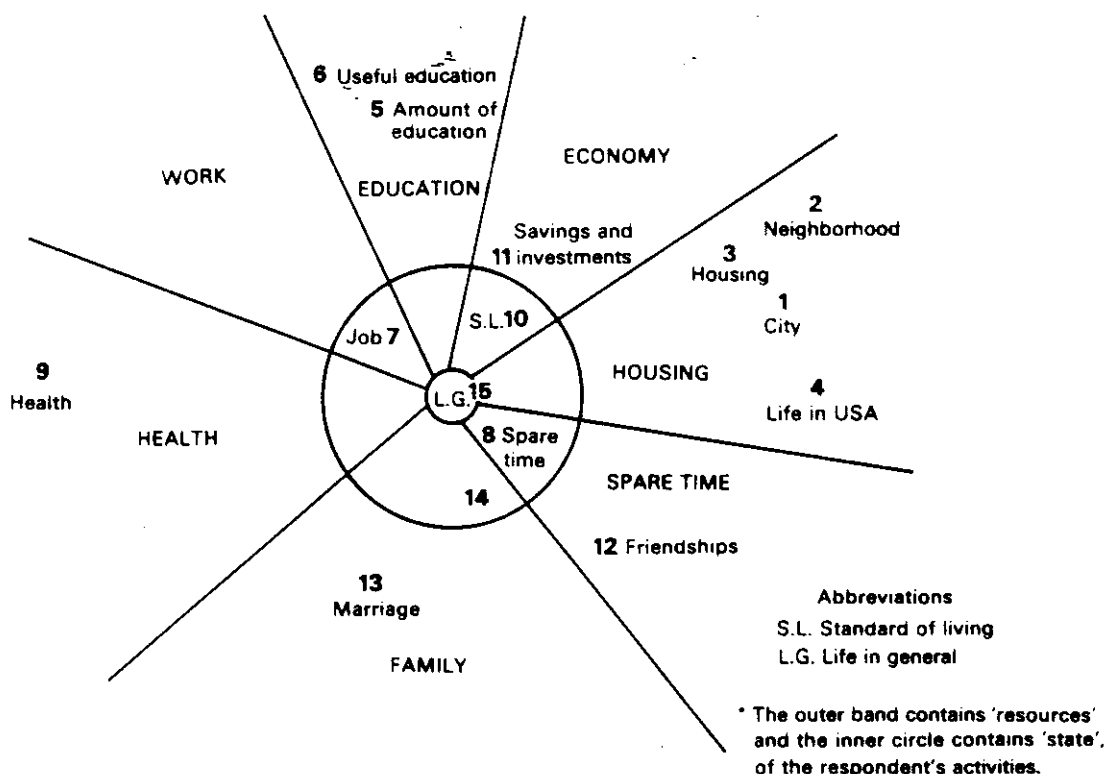 6 Useful education
5 Amount of
education
ECONOMY
WORK
EDUCATION
2
Neighborhood
Savings and
11 investments
3
Housing
1
City
Job 7
S.L. 10
9
Health
L.G. 15
HOUSING
4
Life in USA
HEALTH
8 Spare
time
SPARE TIME
14
12 Friendships
13
Marriage
FAMILY
Abbreviations
S.L. Standard of living
L.G. Life in general
* The outer band contains 'resources'
and the inner circle contains 'state',
of the respondent's activities.